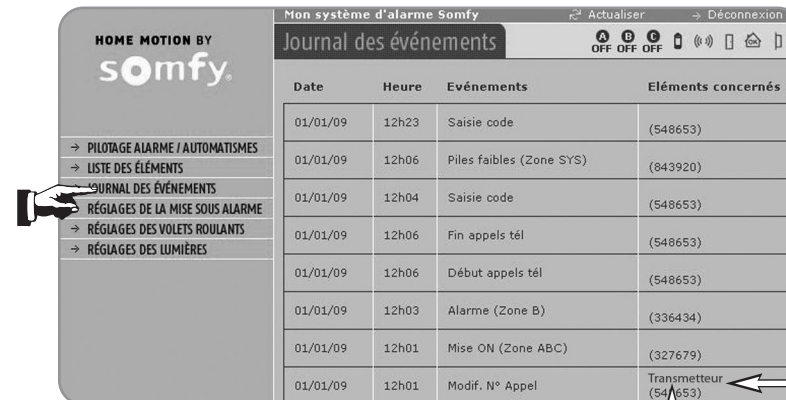 Mon système d'alarme Somfy
Actualiser → Déconnexion
HOME MOTION BY
somfy.
Journal des événements
A B C
OFF OFF OFF
→ PILOTAGE ALARME / AUTOMATISMES
→ LISTE DES ÉLÉMENTS
→ JOURNAL DES ÉVÉNEMENTS
RÉGLAGES DE LA MISE SOUS ALARME
→ RÉGLAGES DES VOLETS ROULANTS
→ RÉGLAGES DES LUMIÈRES
Date Heure Evénements Eléments concernés
01/01/09 12h23 Saisie code (548653)
01/01/09 12h06 Piles faibles (Zone SYS) (843920)
01/01/09 12h04 Saisie code (548653)
01/01/09 12h06 Fin appels tél (548653)
01/01/09 12h06 Début appels tél (548653)
01/01/09 12h03 Alarme (Zone B) (336434)
01/01/09 12h01 Mise ON (Zone ABC) (327679)
01/01/09 12h01 Modif. N° Appel Transmetteur
(548653)